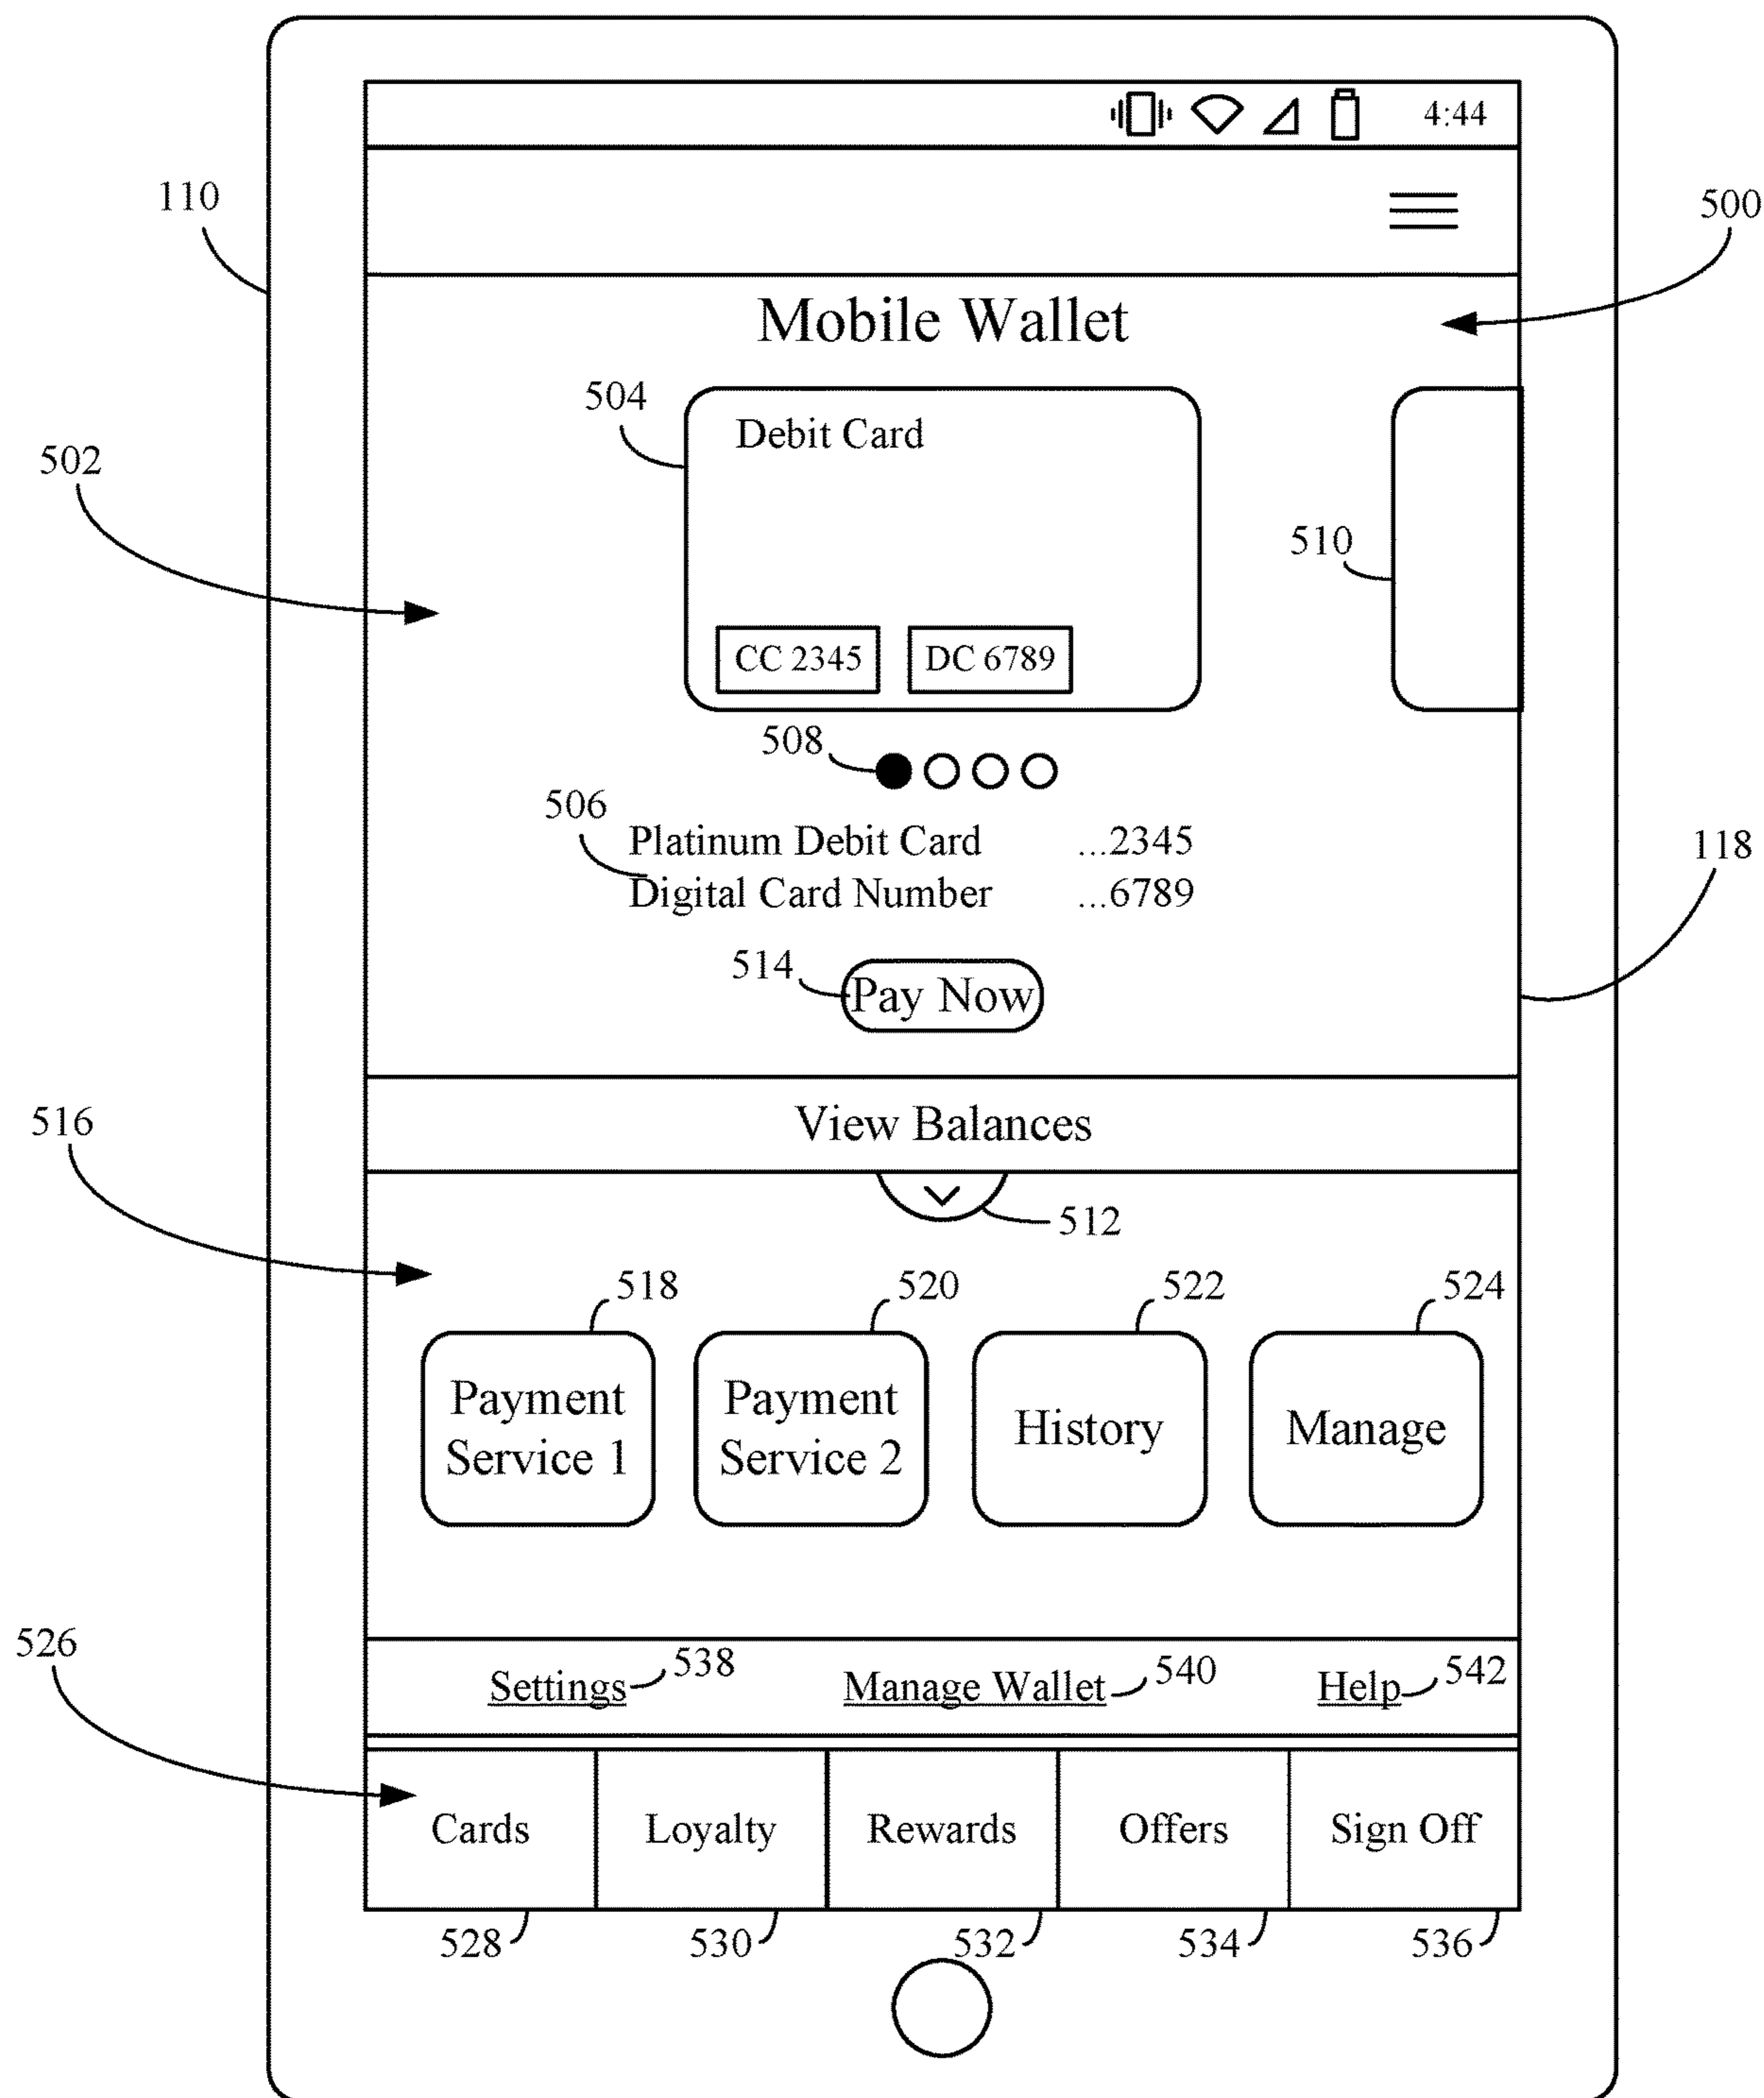 4:44
110
500
Mobile Wallet
504
Debit Card
502
510
CC 2345 DC 6789
508
506
Platinum Debit Card ...2345
118
Digital Card Number ...6789
514
Pay Now
516
View Balances
512
518 520 522 524
Payment Service 1
Payment Service 2
History
Manage
526
Settings 538 Manage Wallet 540 Help 542
Cards Loyalty Rewards Offers Sign Off
528 530 532 534 536